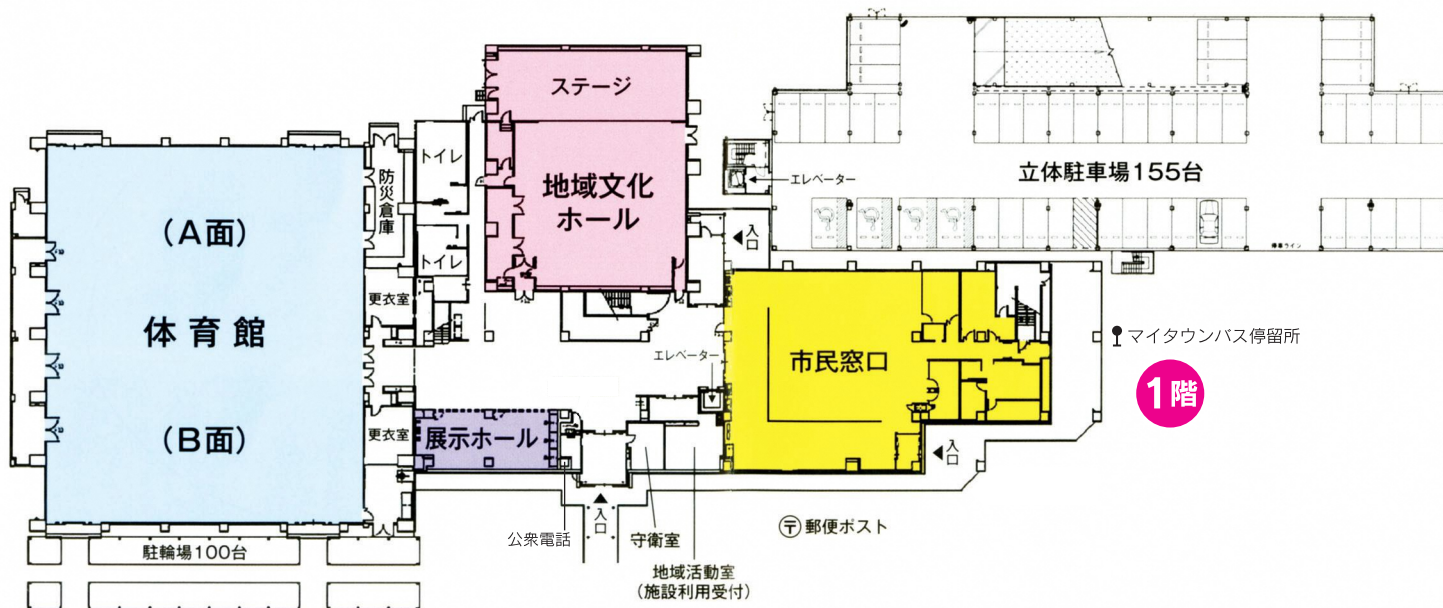 ステージ
地域文化
ホール
トイレ
トイレ
防災倉庫
更衣室
更衣室
(A面)
体育館
(B面)
駐輪場100台
展示ホール
公衆電話
入口
守衛室
地域活動室
(施設利用受付)
エレベーター
市民窓口
入口
入口
〒郵便ポスト
エレベーター
立体駐車場155台
マイタウンバス停留所
1階